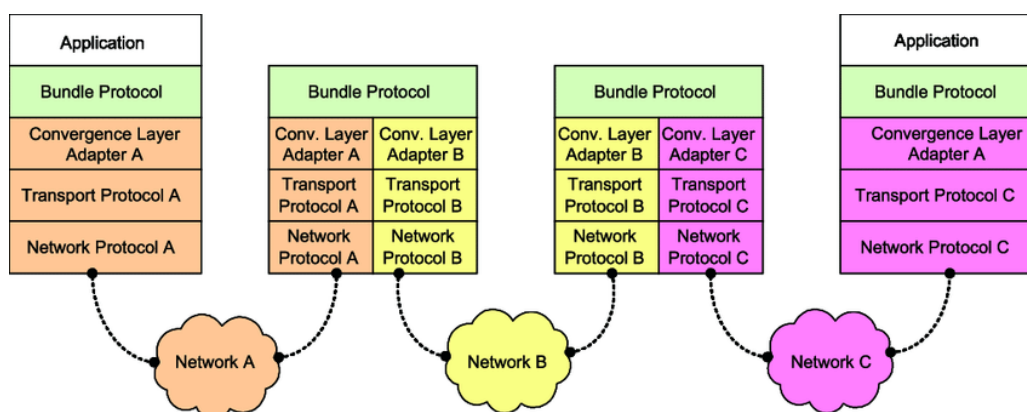 Application
Bundle Protocol
Convergence Layer
Adapter A
Transport Protocol A
Network Protocol A
Bundle Protocol
Conv. Layer
Adapter A
Conv. Layer
Adapter B
Transport
Protocol A
Transport
Protocol B
Network
Protocol A
Network
Protocol B
Bundle Protocol
Conv. Layer
Adapter B
Conv. Layer
Adapter C
Transport
Protocol B
Transport
Protocol C
Network
Protocol B
Network
Protocol C
Application
Bundle Protocol
Convergence Layer
Adapter A
Transport Protocol C
Network Protocol C
Network A
Network B
Network C